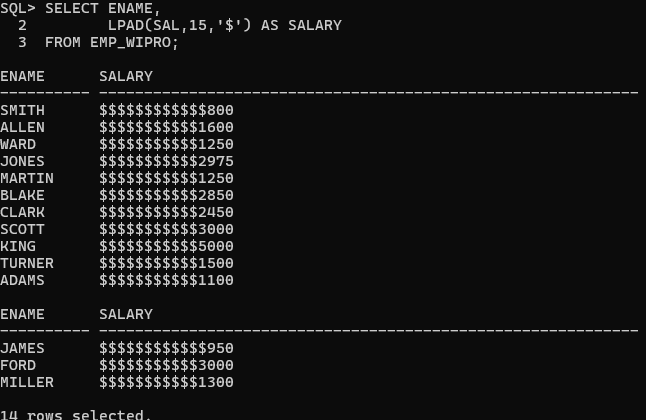 SQL> SELECT ENAME,
  2         LPAD(SAL,15,'$') AS SALARY
  3  FROM EMP_WIPRO;
ENAME      SALARY
---------- ------------------------------------------------------------
SMITH      $$$$$$$$$$$$800
ALLEN      $$$$$$$$$$$1600
WARD       $$$$$$$$$$$1250
JONES      $$$$$$$$$$$2975
MARTIN     $$$$$$$$$$$1250
BLAKE      $$$$$$$$$$$2850
CLARK      $$$$$$$$$$$2450
SCOTT      $$$$$$$$$$$3000
KING       $$$$$$$$$$$5000
TURNER     $$$$$$$$$$$1500
ADAMS      $$$$$$$$$$$1100
ENAME      SALARY
---------- ------------------------------------------------------------
JAMES      $$$$$$$$$$$$950
FORD       $$$$$$$$$$$3000
MILLER     $$$$$$$$$$$1300
14 rows selected.